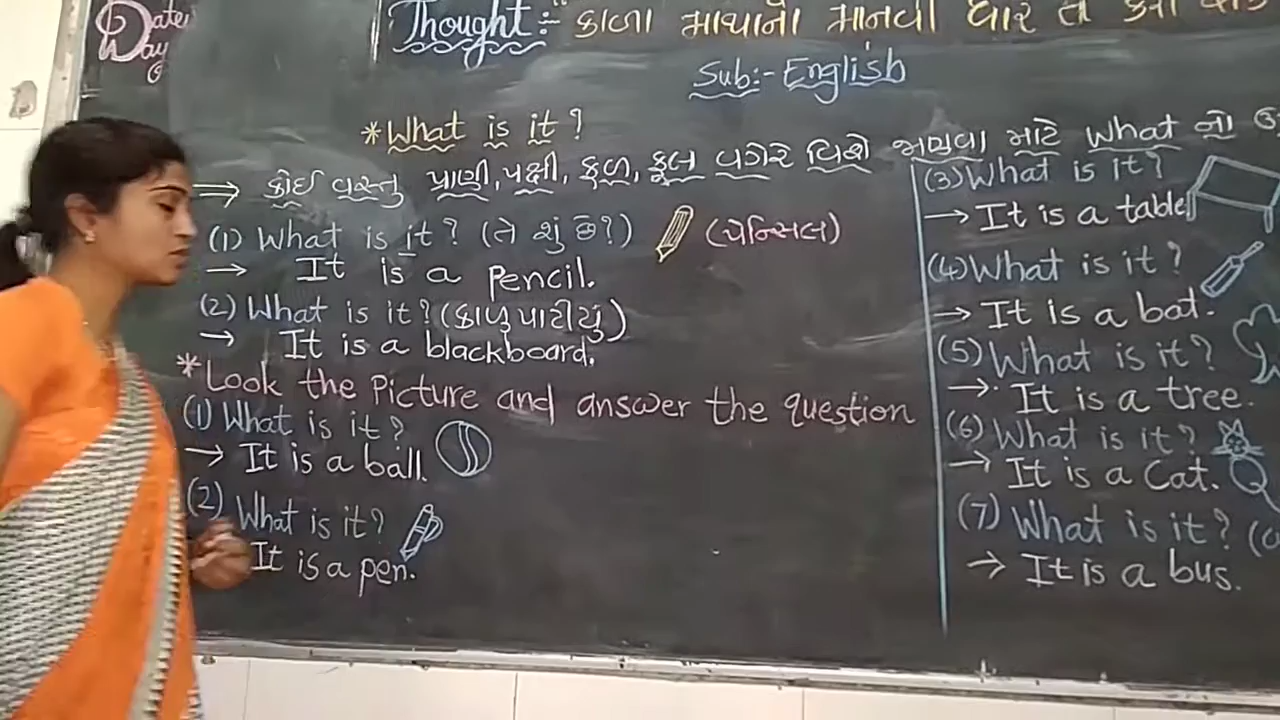 Date
Day
Thought:- કાળા માથાનો માનવી ધારે તે
Sub:- English
*What is it?
⇒ કોઈ વસ્તુ પ્રાણી, પક્ષી, ફળ, ફૂલ વગેરે વિશે જાણવા માટે What નો
(1) What is it? (તે શું છે?) (પેન્સિલ)
→ It is a pencil.
(2) What is it? (કાળુ પાટીયું)
→ It is a blackboard.
*Look the Picture and answer the question
(1) What is it?
→ It is a ball.
(2) What is it?
It is a pen.
(3) What is it?
→ It is a table
(4) What is it?
→ It is a bat.
(5) What is it?
→ It is a tree.
(6) What is it?
→ It is a Cat.
(7) What is it?
→ It is a bus.